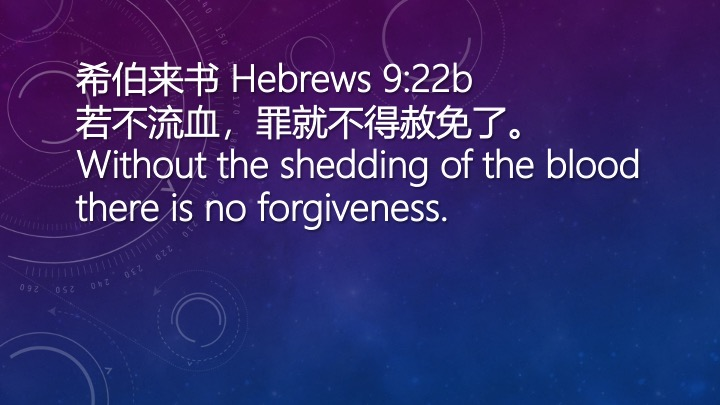 希伯来书 Hebrews 9:22b
若不流血，罪就不得赦免了。
Without the shedding of the blood
there is no forgiveness.